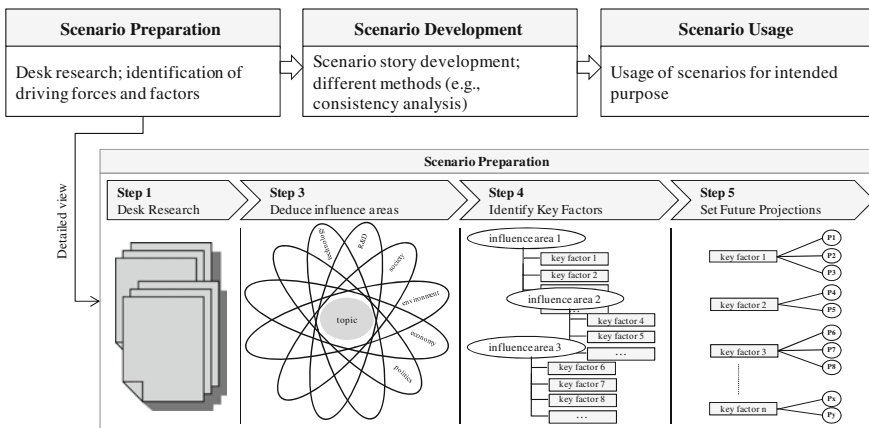 Scenario Preparation
Desk research; identification of
driving forces and factors
Scenario Development
Scenario story development;
different methods (e.g.,
consistency analysis)
Scenario Usage
Usage of scenarios for intended
purpose
Detailed view
Scenario Preparation
Step 1
Desk Research
Step 3
Deduce influence areas
Step 4
Identify Key Factors
Step 5
Set Future Projections
technology
R&D
society
environment
economy
politics
topic
influence area 1
key factor 1
key factor 2
...
influence area 2
key factor 4
key factor 5
...
influence area 3
key factor 6
key factor 7
key factor 8
...
key factor 1
P1
P2
P3
key factor 2
P4
P5
key factor 3
P6
P7
P8
key factor n
Px
Py